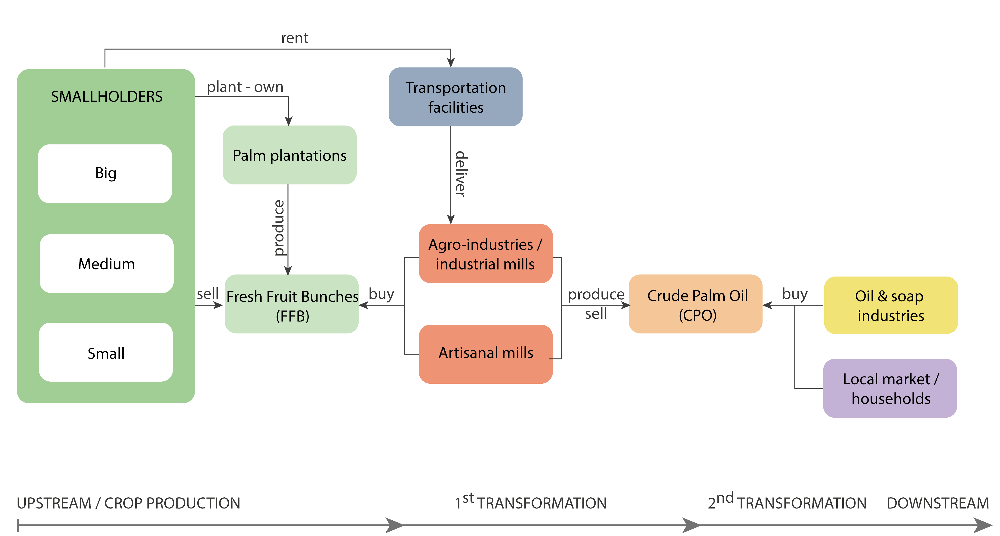 rent
SMALLHOLDERS
plant - own
Transportation
facilities
Palm plantations
Big
deliver
produce
Agro-industries /
industrial mills
Medium
sell
Fresh Fruit Bunches
(FFB)
buy
produce
sell
Crude Palm Oil
(CPO)
buy
Oil & soap
industries
Small
Artisanal mills
Local market /
households
UPSTREAM / CROP PRODUCTION
1st TRANSFORMATION
2nd TRANSFORMATION
DOWNSTREAM